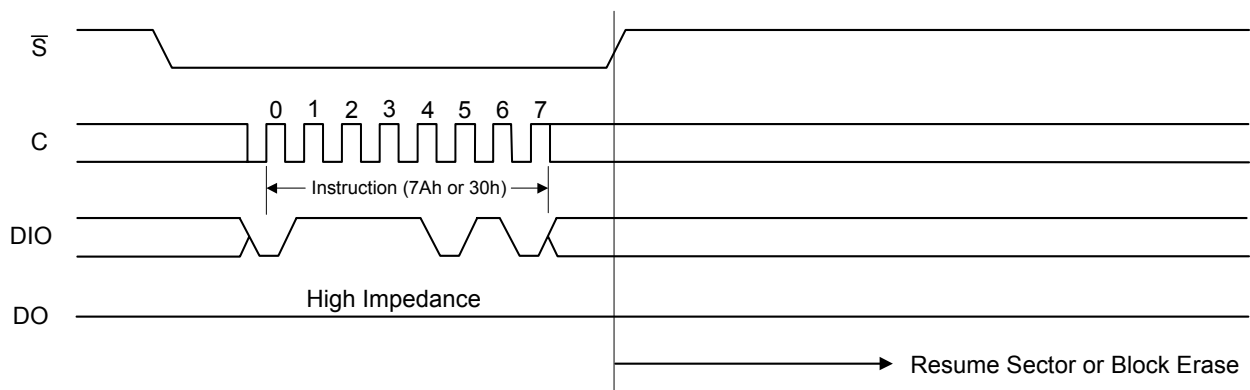 S̅
0 1 2 3 4 5 6 7
C
Instruction (7Ah or 30h)
DIO
High Impedance
DO
Resume Sector or Block Erase